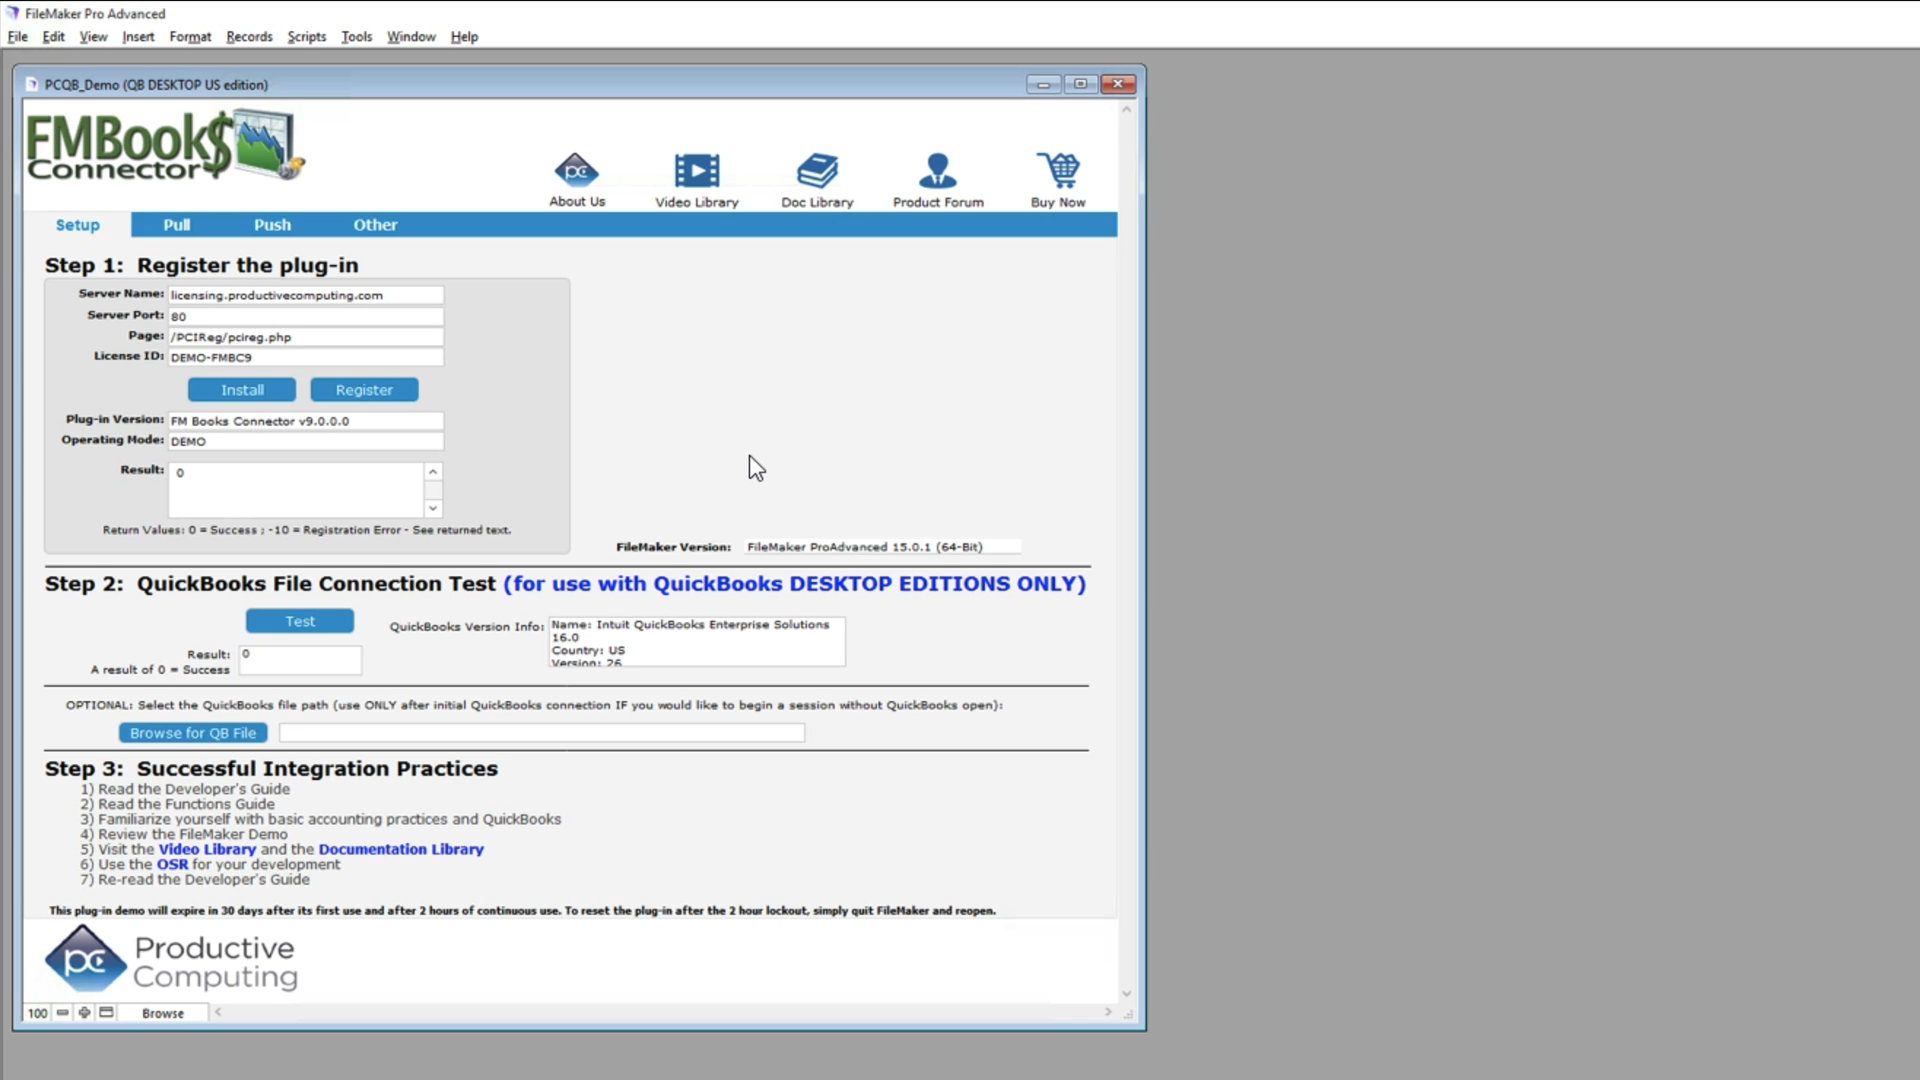 FileMaker Pro Advanced
File Edit View Insert Format Records Scripts Tools Window Help
PCQB_Demo (QB DESKTOP US edition)
FMBook$
Connector
pc
About Us Video Library Doc Library Product Forum Buy Now
Setup Pull Push Other
Step 1: Register the plug-in
Server Name: licensing.productivecomputing.com
Server Port: 80
Page: /PCIReg/pcireg.php
License ID: DEMO-FMBC9
Install Register
Plug-in Version: FM Books Connector v9.0.0.0
Operating Mode: DEMO
Result: 0
Return Values: 0 = Success ; -10 = Registration Error - See returned text.
FileMaker Version: FileMaker ProAdvanced 15.0.1 (64-Bit)
Step 2: QuickBooks File Connection Test (for use with QuickBooks DESKTOP EDITIONS ONLY)
Test
QuickBooks Version Info: Name: Intuit QuickBooks Enterprise Solutions
16.0
Country: US
Version: 26
Result: 0
A result of 0 = Success
OPTIONAL: Select the QuickBooks file path (use ONLY after initial QuickBooks connection IF you would like to begin a session without QuickBooks open):
Browse for QB File
Step 3: Successful Integration Practices
1) Read the Developer's Guide
2) Read the Functions Guide
3) Familiarize yourself with basic accounting practices and QuickBooks
4) Review the FileMaker Demo
5) Visit the Video Library and the Documentation Library
6) Use the OSR for your development
7) Re-read the Developer's Guide
This plug-in demo will expire in 30 days after its first use and after 2 hours of continuous use. To reset the plug-in after the 2 hour lockout, simply quit FileMaker and reopen.
pc Productive
Computing
100 Browse